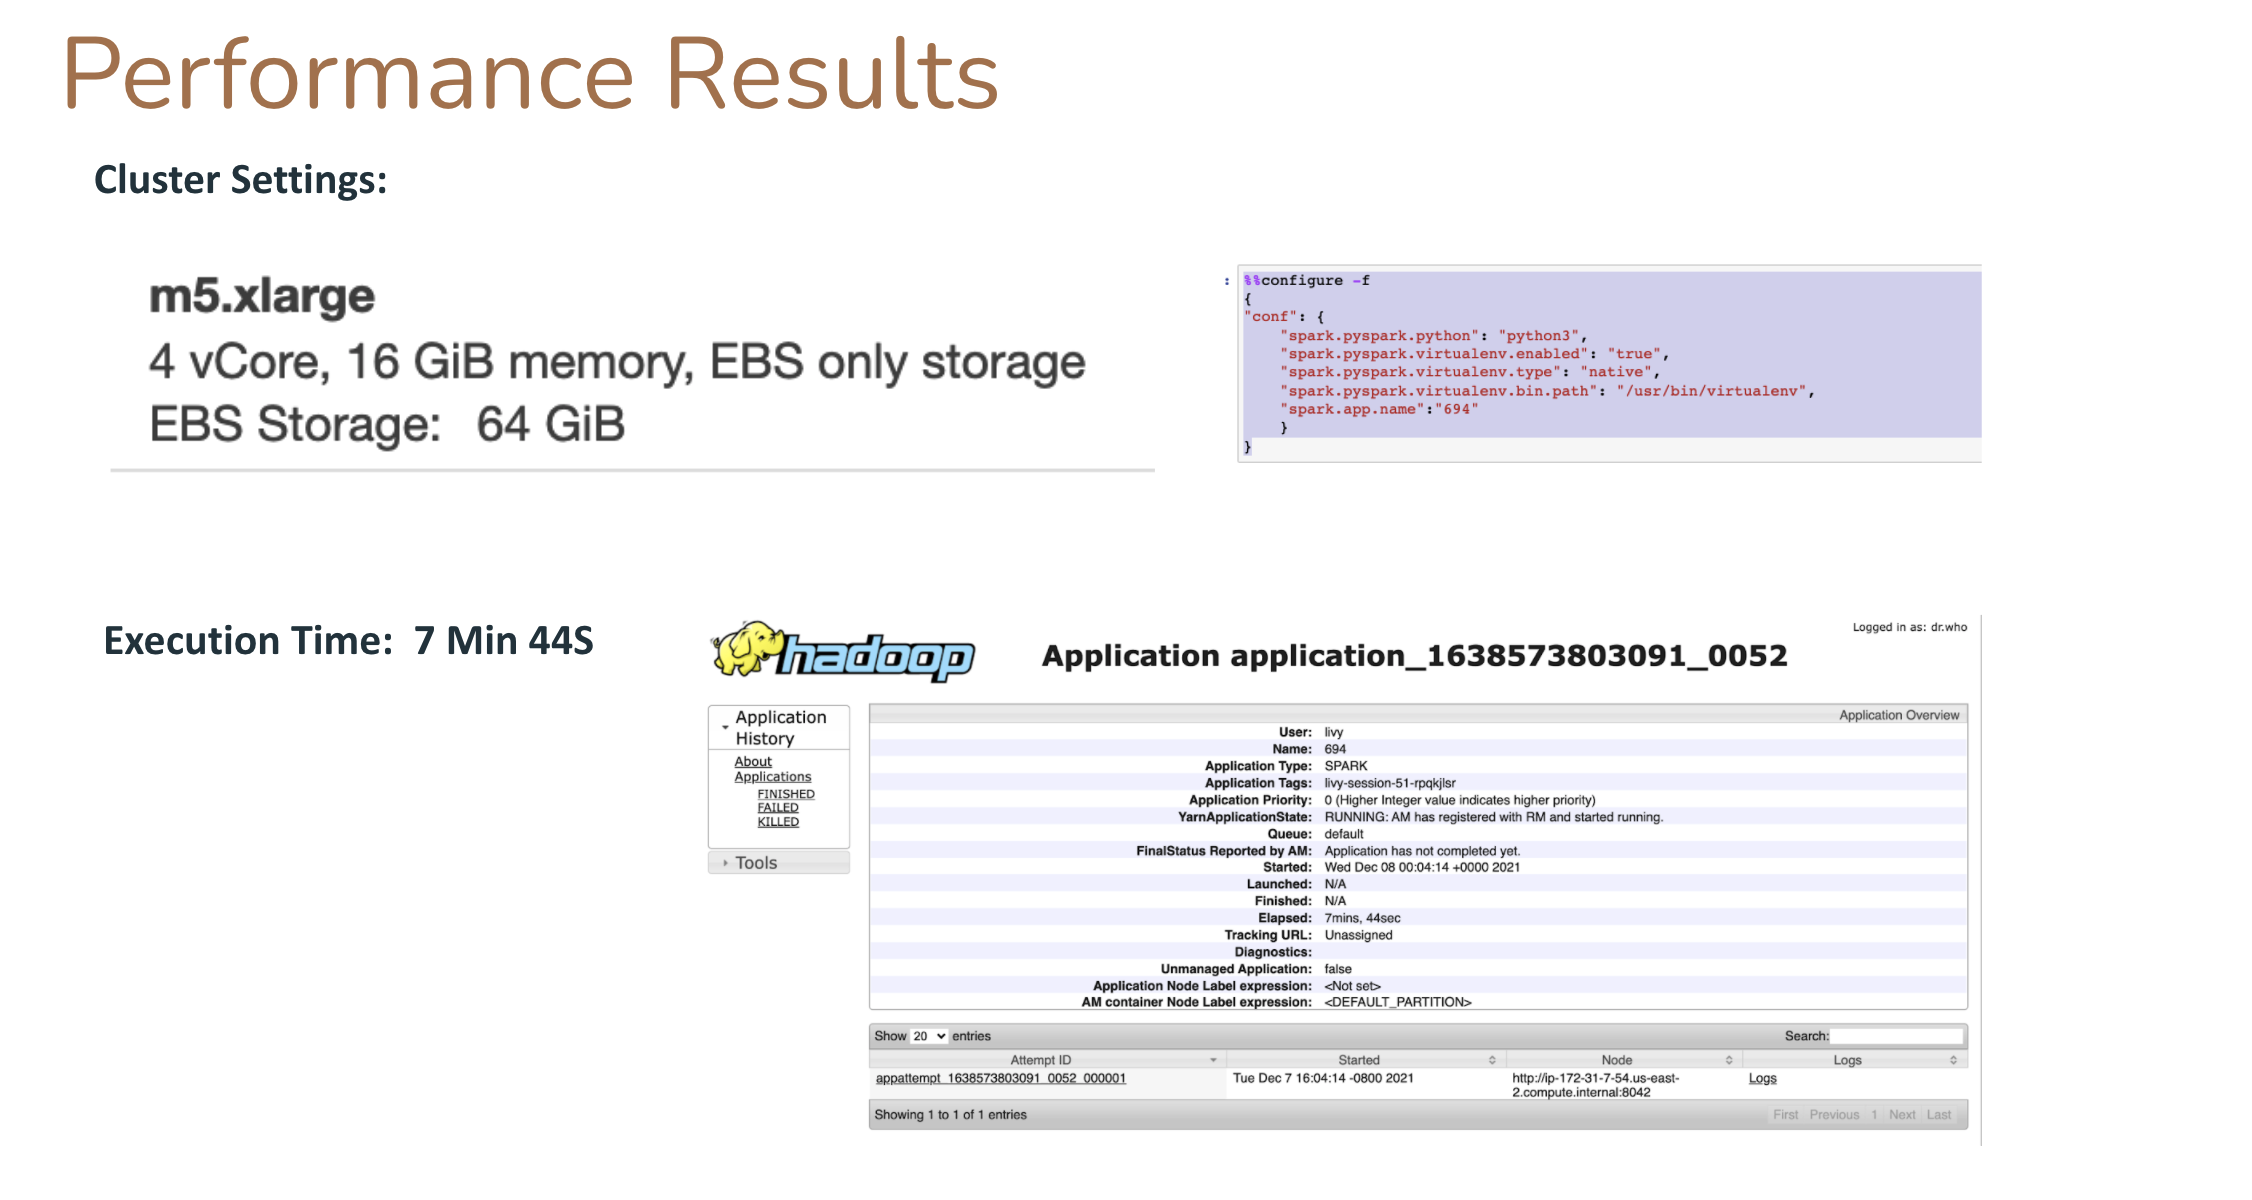 Performance Results
Cluster Settings:
m5.xlarge
4 vCore, 16 GiB memory, EBS only storage
EBS Storage: 64 GiB
: %%configure -f
{
"conf": {
"spark.pyspark.python": "python3",
"spark.pyspark.virtualenv.enabled": "true",
"spark.pyspark.virtualenv.type": "native",
"spark.pyspark.virtualenv.bin.path": "/usr/bin/virtualenv",
"spark.app.name":"694"
}
}
Execution Time: 7 Min 44S
hadoop
Application application_1638573803091_0052
Logged in as: dr.who
Application
History
About
Applications
FINISHED
FAILED
KILLED
Tools
Application Overview
User: livy
Name: 694
Application Type: SPARK
Application Tags: livy-session-51-rpqkjlsr
Application Priority: 0 (Higher Integer value indicates higher priority)
YarnApplicationState: RUNNING: AM has registered with RM and started running.
Queue: default
FinalStatus Reported by AM: Application has not completed yet.
Started: Wed Dec 08 00:04:14 +0000 2021
Launched: N/A
Finished: N/A
Elapsed: 7mins, 44sec
Tracking URL: Unassigned
Diagnostics:
Unmanaged Application: false
Application Node Label expression: <Not set>
AM container Node Label expression: <DEFAULT_PARTITION>
Show 20 entries
Search:
Attempt ID Started Node Logs
appattempt_1638573803091_0052_000001 Tue Dec 7 16:04:14 -0800 2021 http://ip-172-31-7-54.us-east-
2.compute.internal:8042 Logs
Showing 1 to 1 of 1 entries
First Previous 1 Next Last